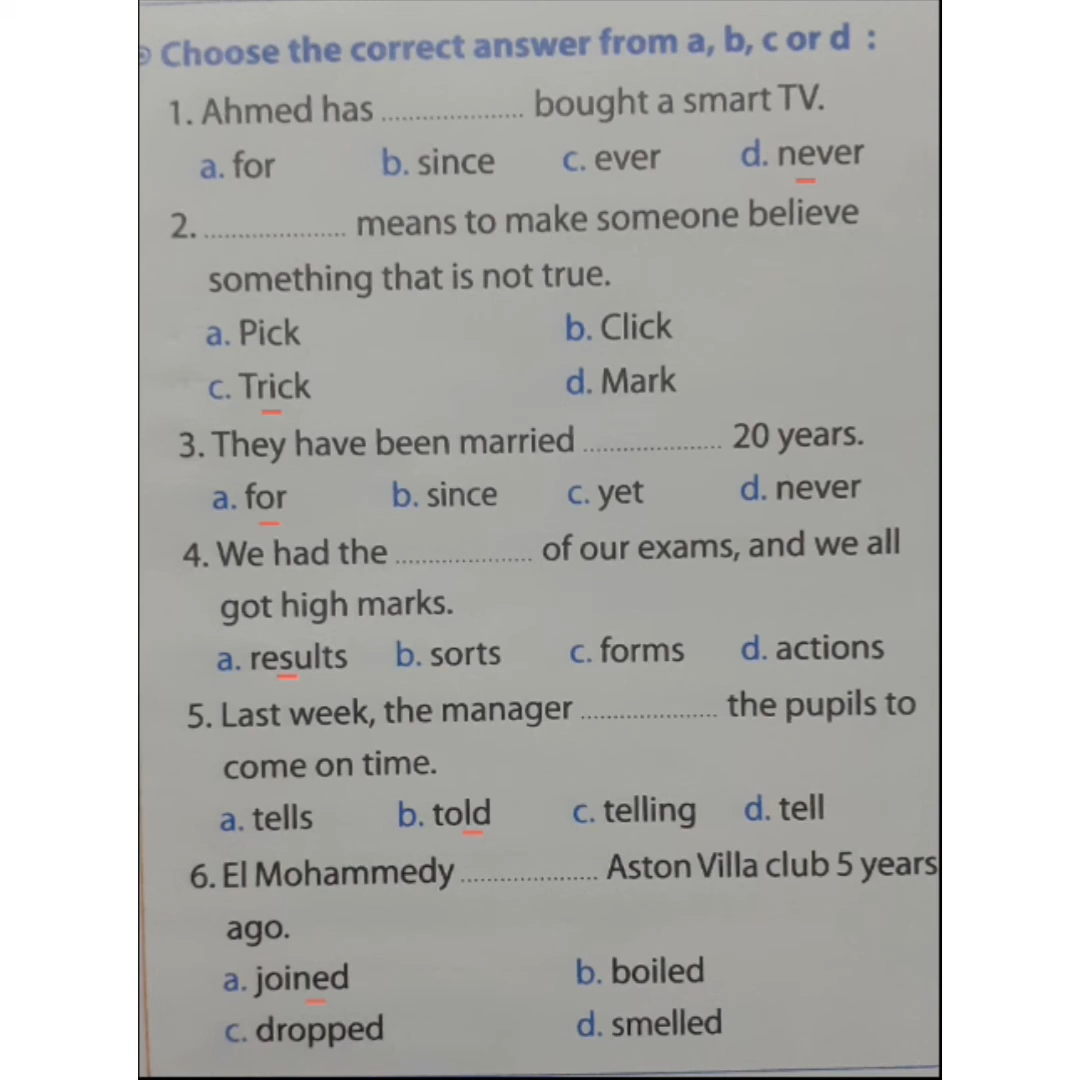 Choose the correct answer from a, b, c or d :
1. Ahmed has .................... bought a smart TV.
a. for b. since c. ever d. never
2. .................... means to make someone believe
something that is not true.
a. Pick b. Click
c. Trick d. Mark
3. They have been married .................... 20 years.
a. for b. since c. yet d. never
4. We had the .................... of our exams, and we all
got high marks.
a. results b. sorts c. forms d. actions
5. Last week, the manager .................... the pupils to
come on time.
a. tells b. told c. telling d. tell
6. El Mohammedy .................... Aston Villa club 5 years
ago.
a. joined b. boiled
c. dropped d. smelled